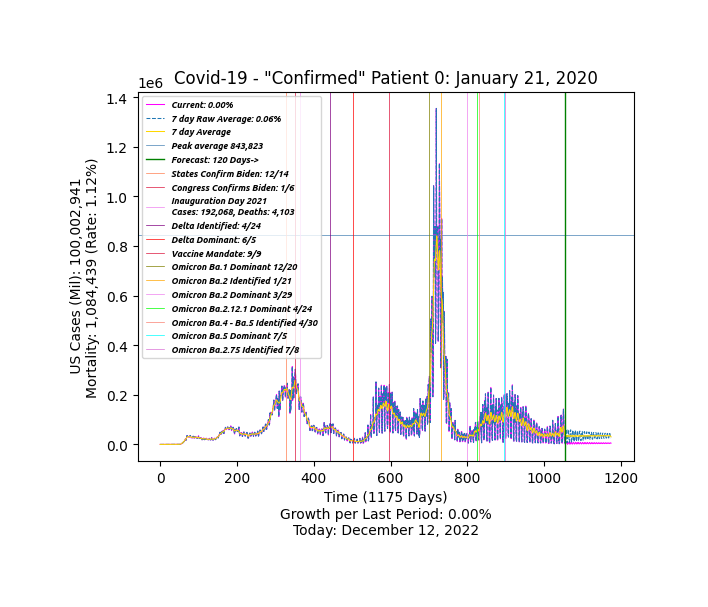 Covid-19 - "Confirmed" Patient 0: January 21, 2020
1e6
1.4
1.2
1.0
0.8
0.6
0.4
0.2
0.0
US Cases (Mil): 100,002,941
Mortality: 1,084,439 (Rate: 1.12%)
Current: 0.00%
7 day Raw Average: 0.06%
7 day Average
Peak average 843,823
Forecast: 120 Days->
States Confirm Biden: 12/14
Congress Confirms Biden: 1/6
Inauguration Day 2021
Cases: 192,068, Deaths: 4,103
Delta Identified: 4/24
Delta Dominant: 6/5
Vaccine Mandate: 9/9
Omicron Ba.1 Dominant 12/20
Omicron Ba.2 Identified 1/21
Omicron Ba.2 Dominant 3/29
Omicron Ba.2.12.1 Dominant 4/24
Omicron Ba.4 - Ba.5 Identified 4/30
Omicron Ba.5 Dominant 7/5
Omicron Ba.2.75 Identified 7/8
0 200 400 600 800 1000 1200
Time (1175 Days)
Growth per Last Period: 0.00%
Today: December 12, 2022